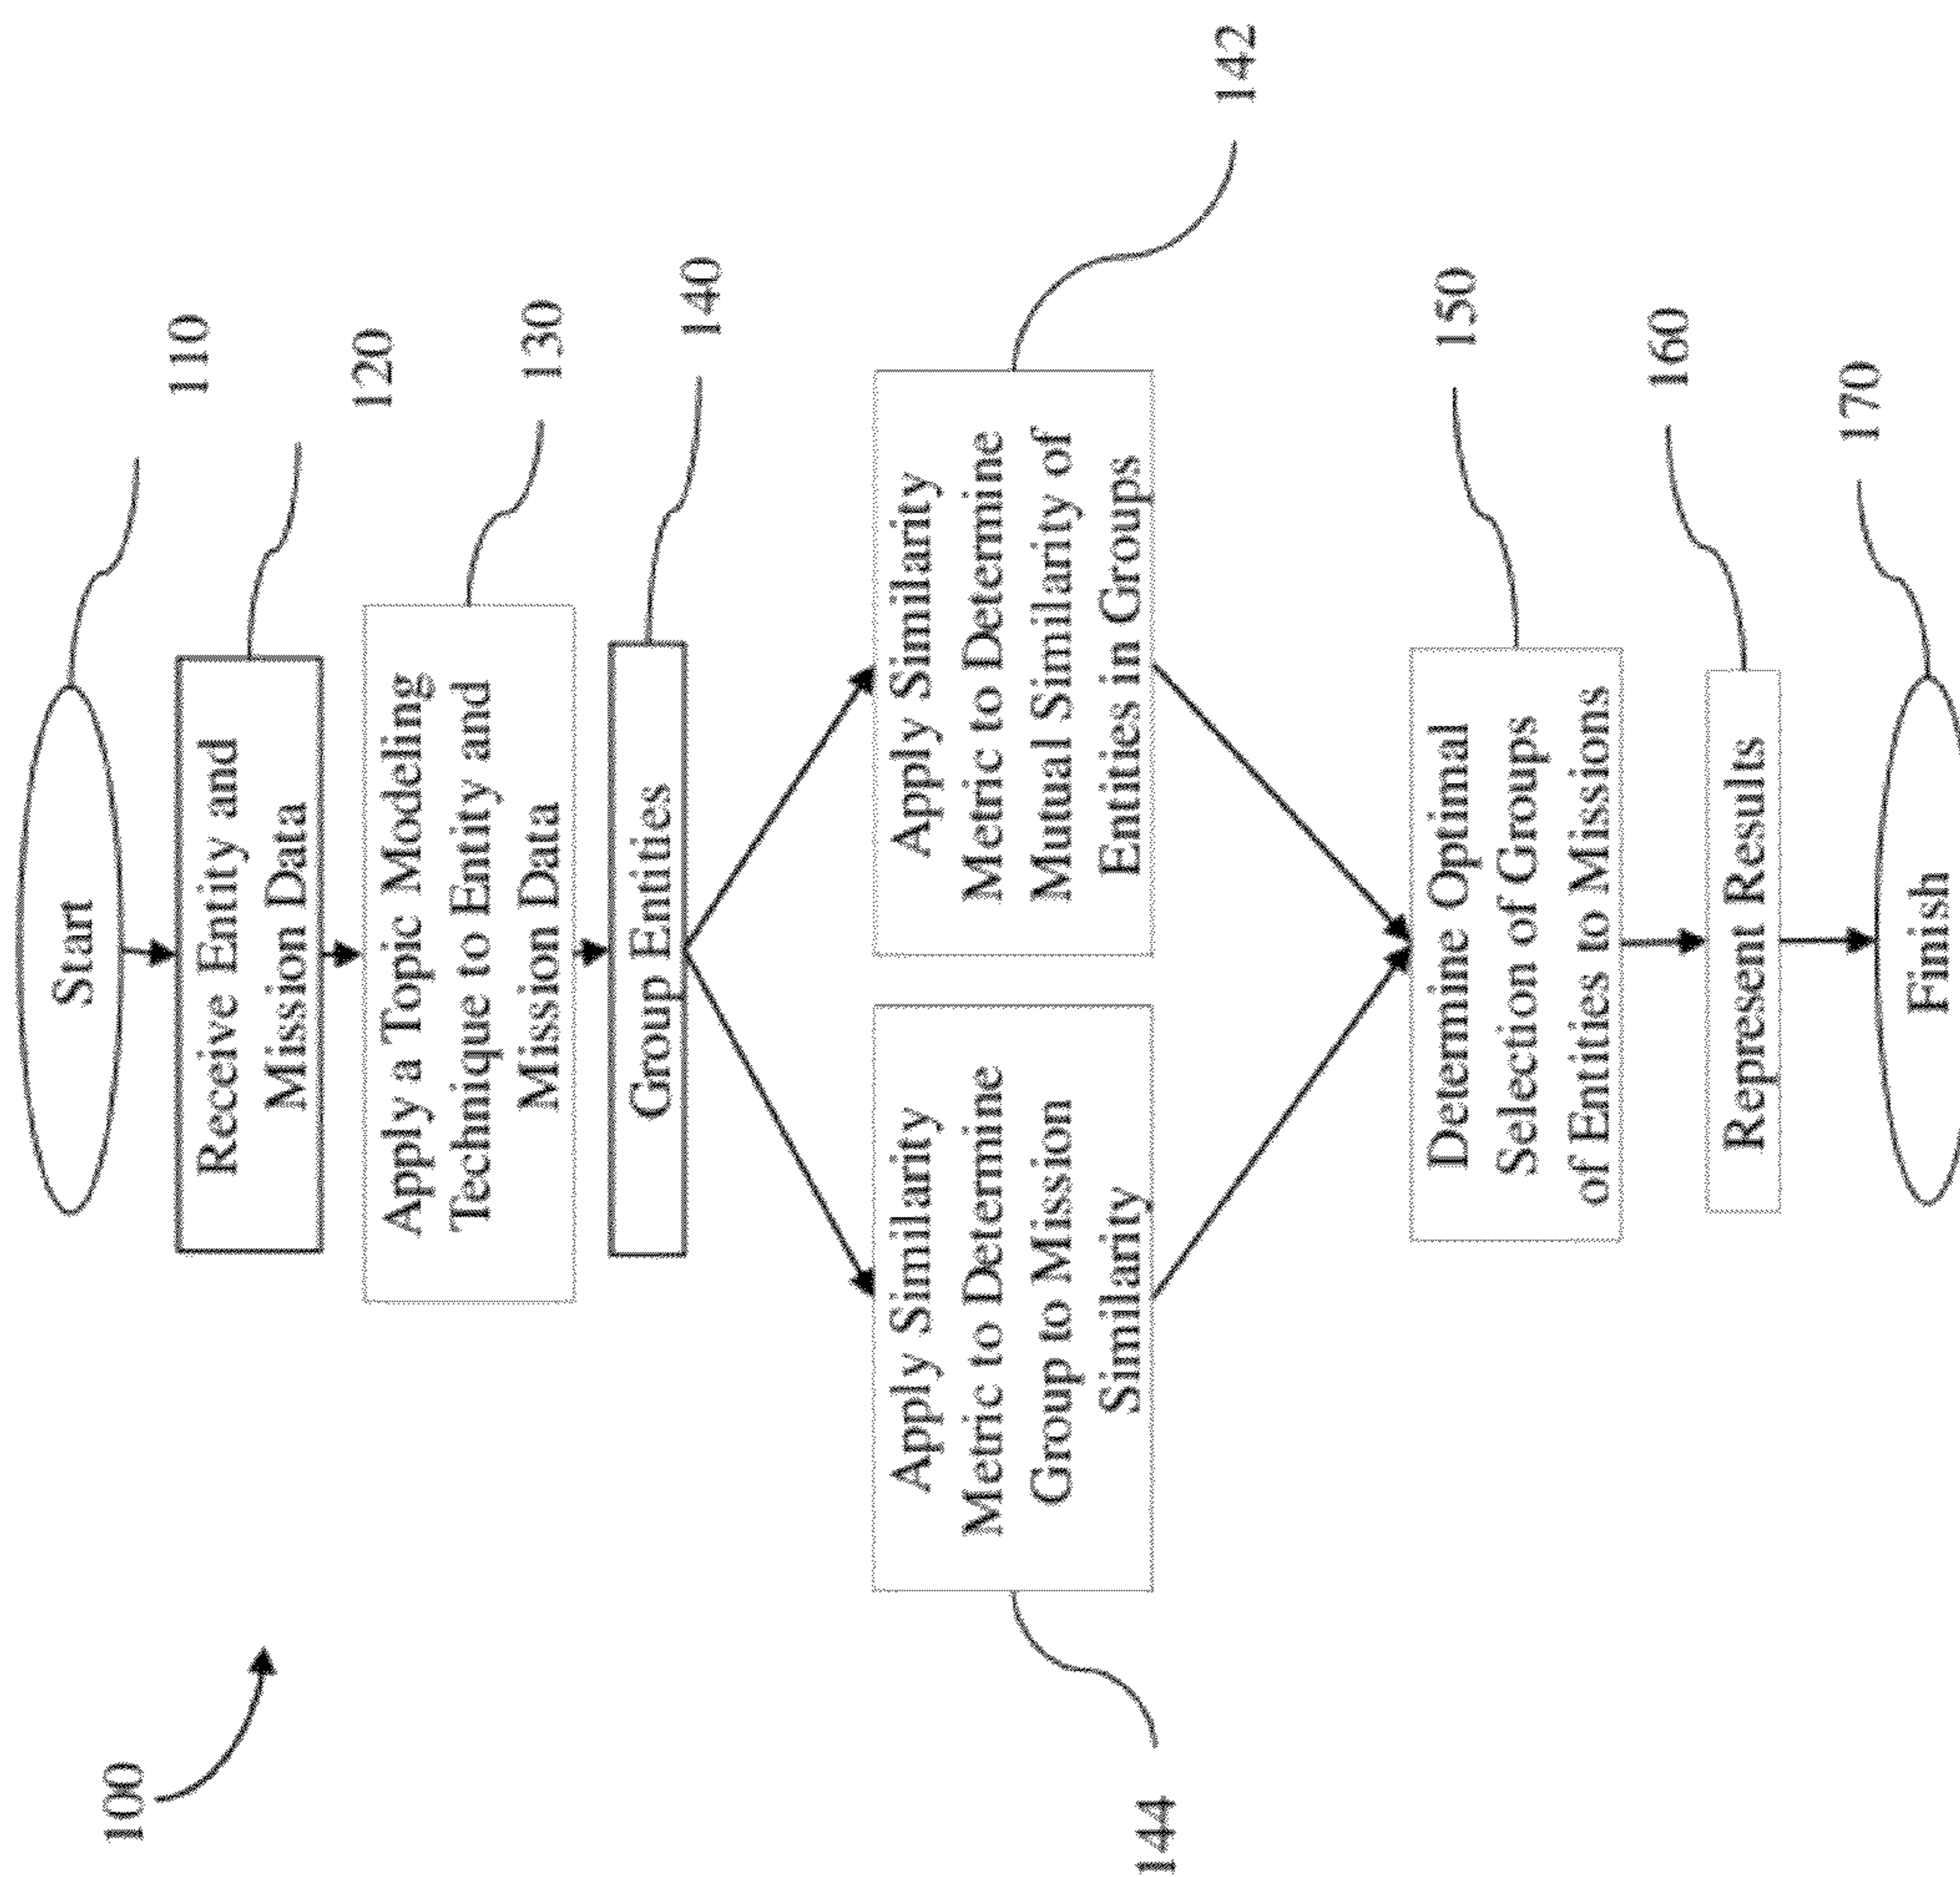 100
Start
110
Receive Entity and
Mission Data
120
Apply a Topic Modeling
Technique to Entity and
Mission Data
130
Group Entities
140
Apply Similarity
Metric to Determine
Group to Mission
Similarity
144
Apply Similarity
Metric to Determine
Mutual Similarity of
Entities in Groups
142
Determine Optimal
Selection of Groups
of Entities to Missions
150
Represent Results
160
Finish
170